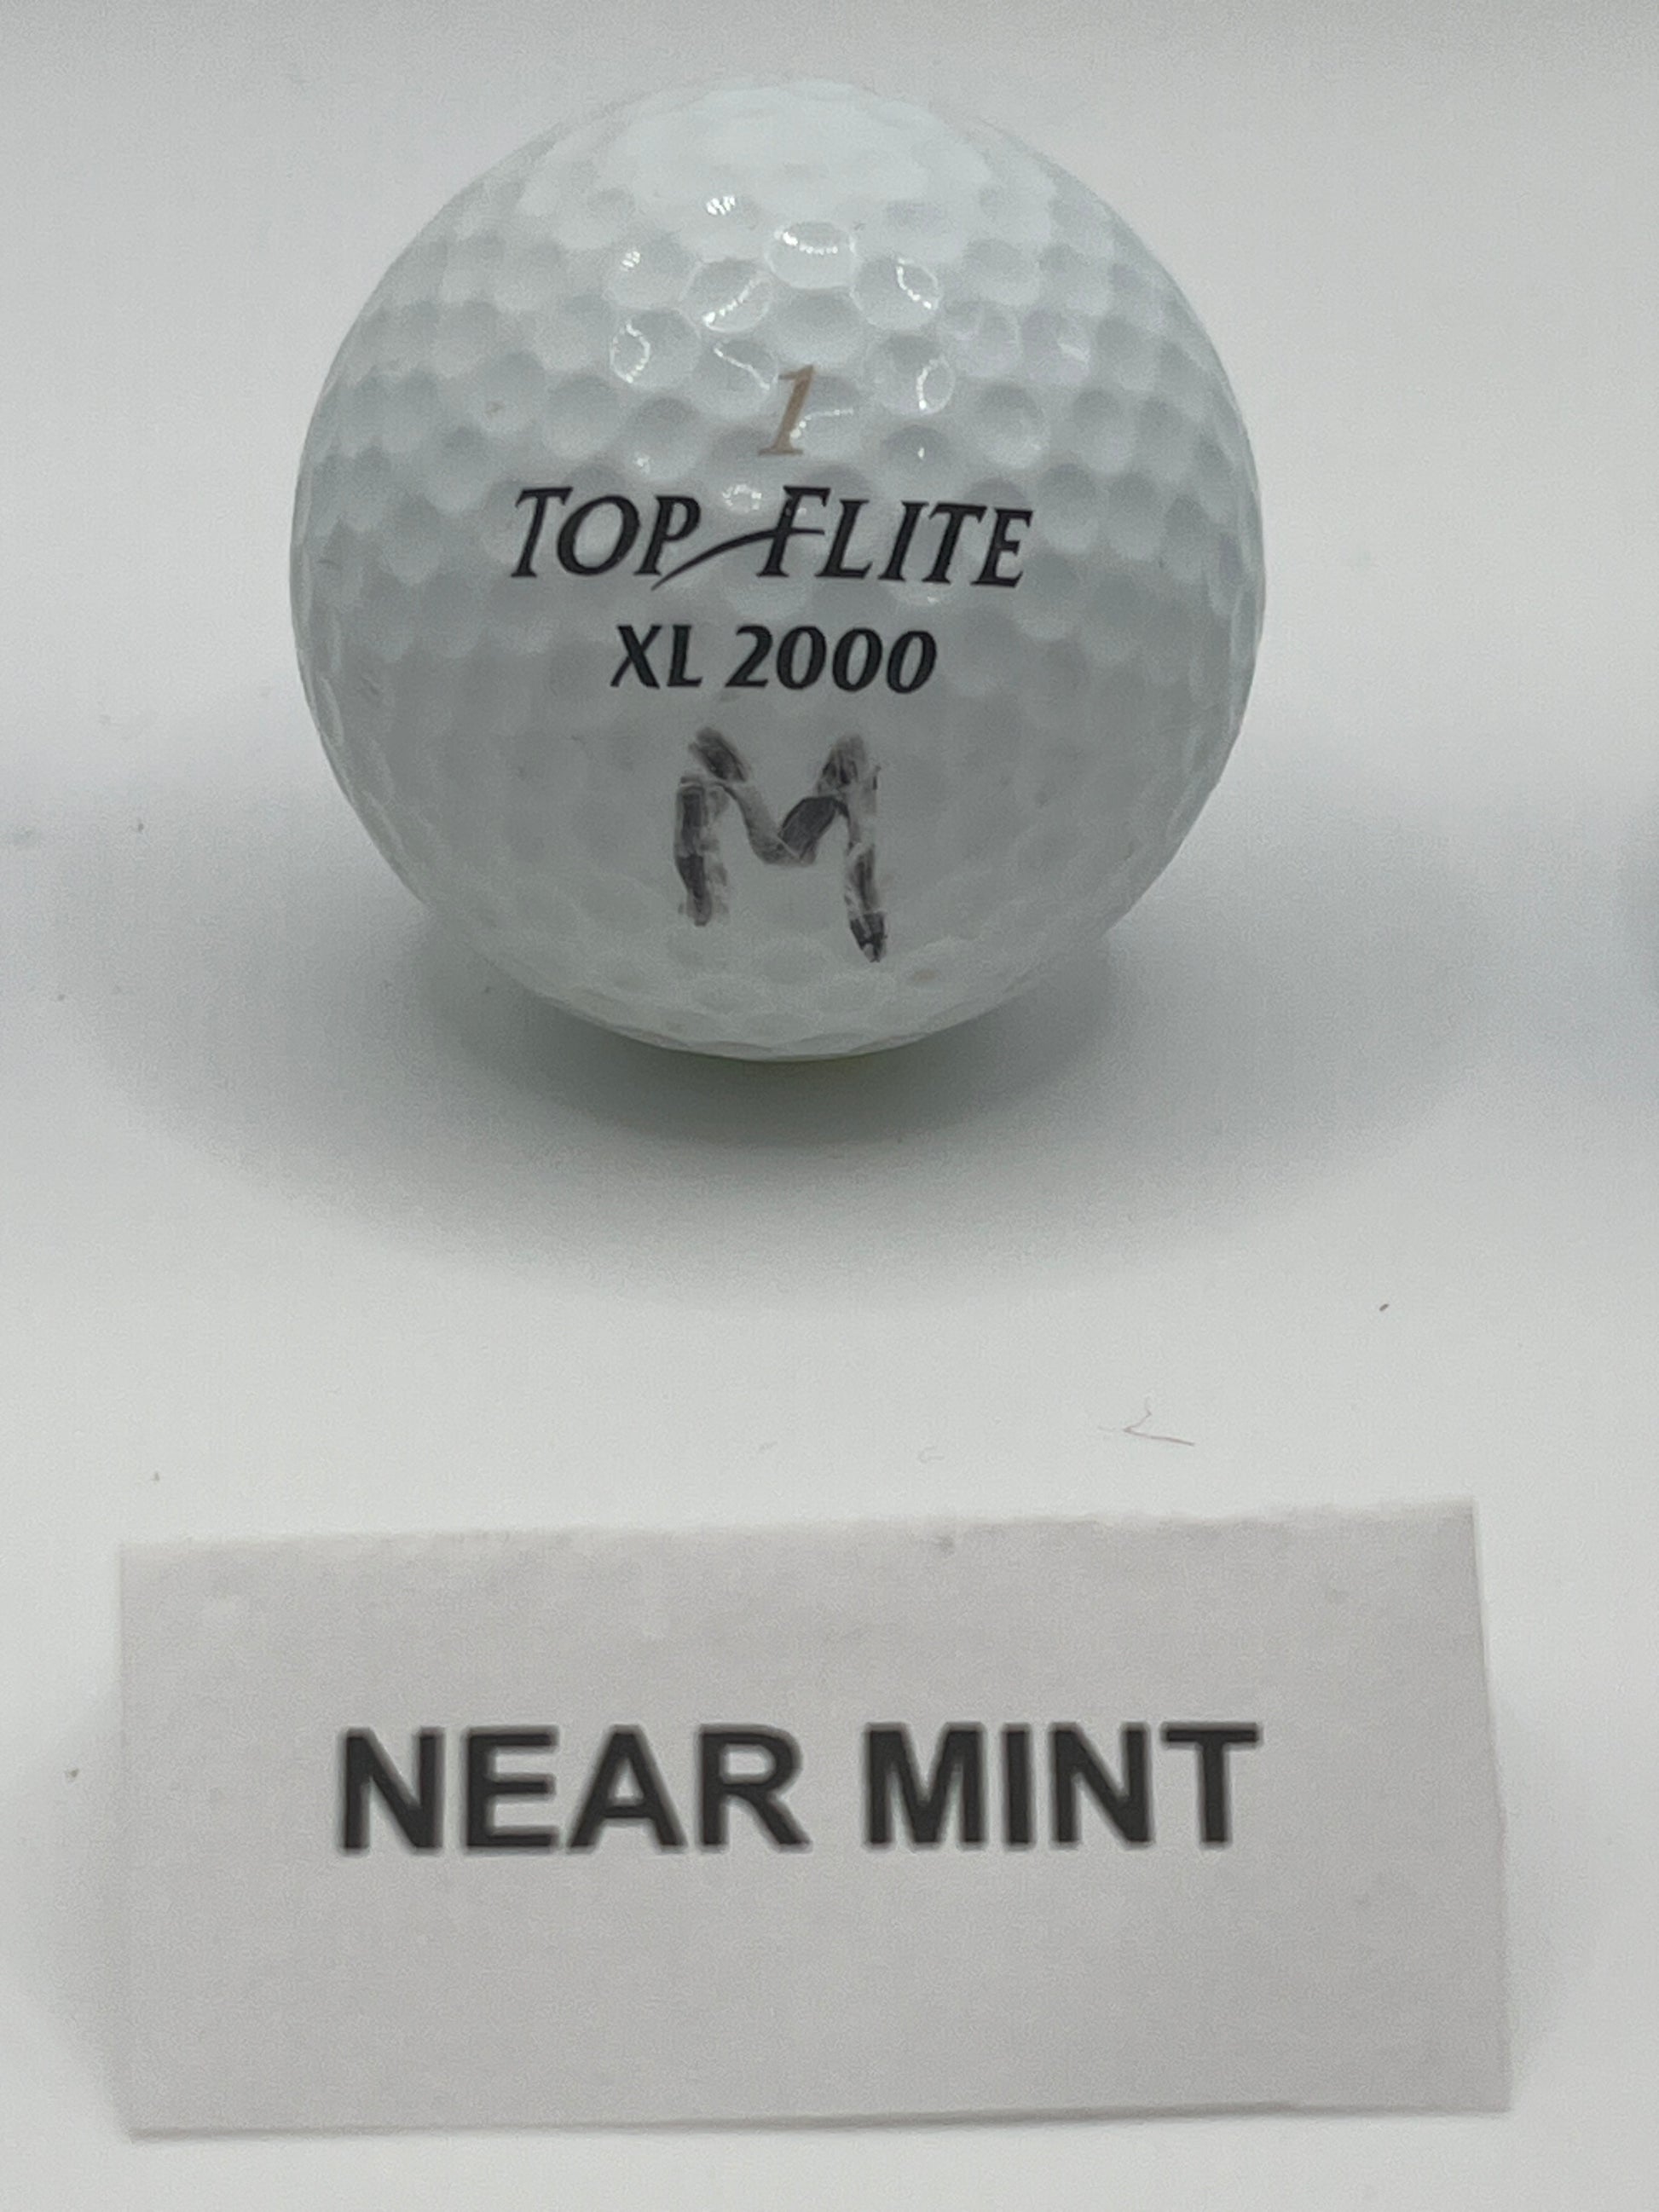 1
TOP FLITE
XL 2000
M
NEAR MINT